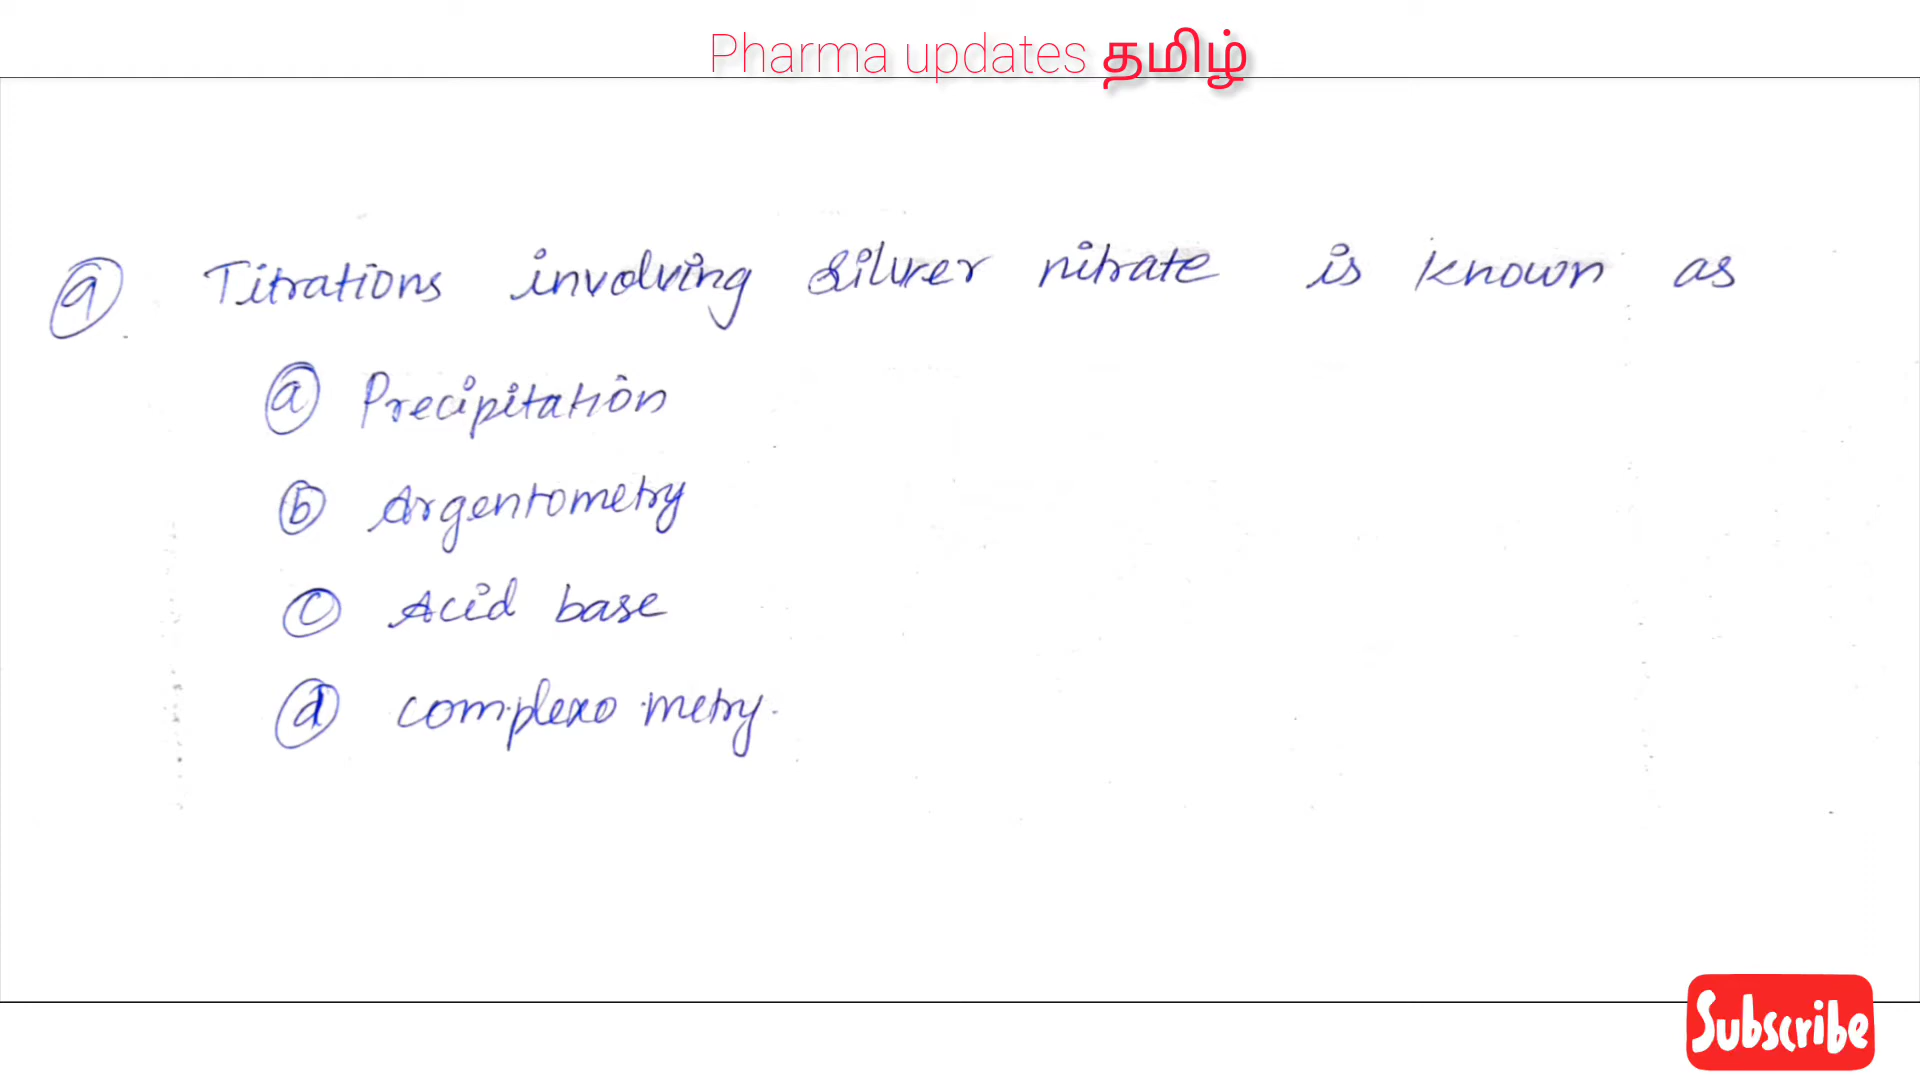 Pharma updates தமிழ்
9 Titrations involving silver nitrate is known as
a Precipitation
b Argentometry
c Acid base
d complexo metry.
Subscribe